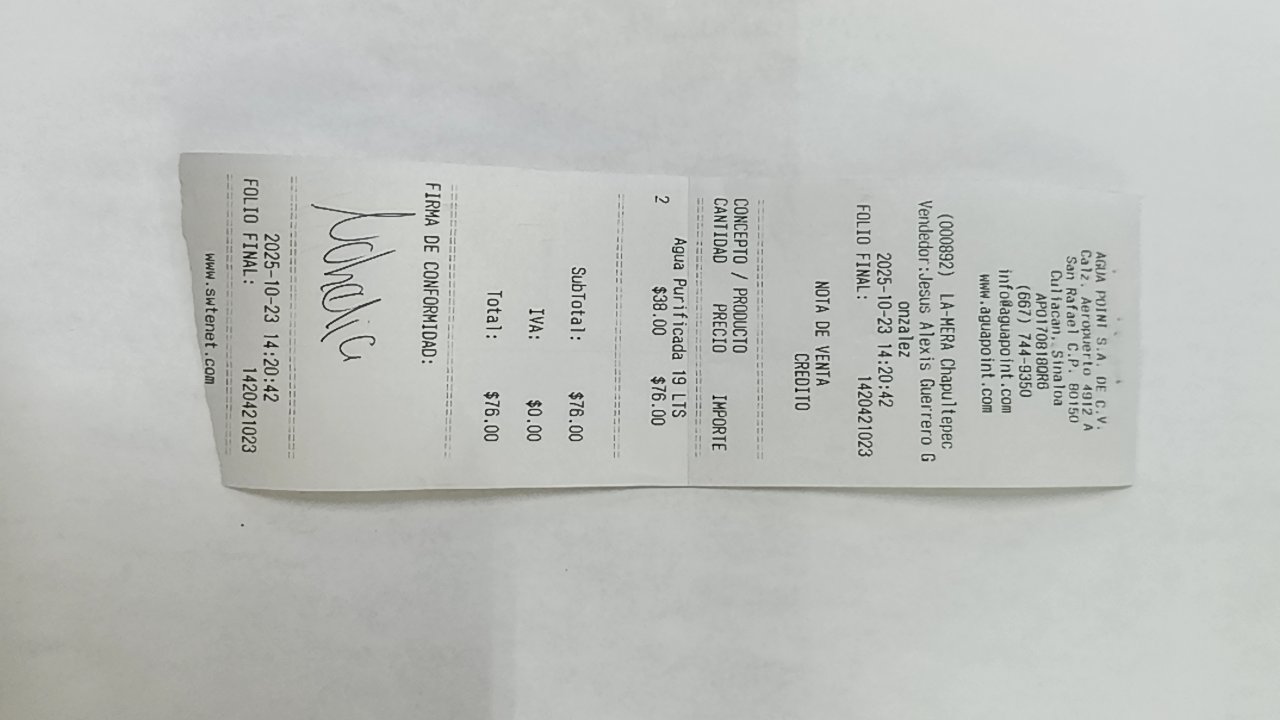 AGUA POINT S.A. DE C.V.
Calz. Aeropuerto 4912 A
San Rafael C.P. 80150
Culiacan, Sinaloa
APO170818QR6
(667) 744-9350
info@aguapoint.com
www.aguapoint.com
(000892) LA-MERA Chapultepec
Vendedor:Jesus Alexis Guerrero G
onzalez
2025-10-23 14:20:42
FOLIO FINAL: 1420421023
NOTA DE VENTA
CREDITO
CONCEPTO / PRODUCTO
CANTIDAD PRECIO IMPORTE
Agua Purificada 19 LTS
2 $38.00 $76.00
SubTotal: $76.00
IVA: $0.00
Total: $76.00
FIRMA DE CONFORMIDAD:
2025-10-23 14:20:42
FOLIO FINAL: 1420421023
www.swtenet.com